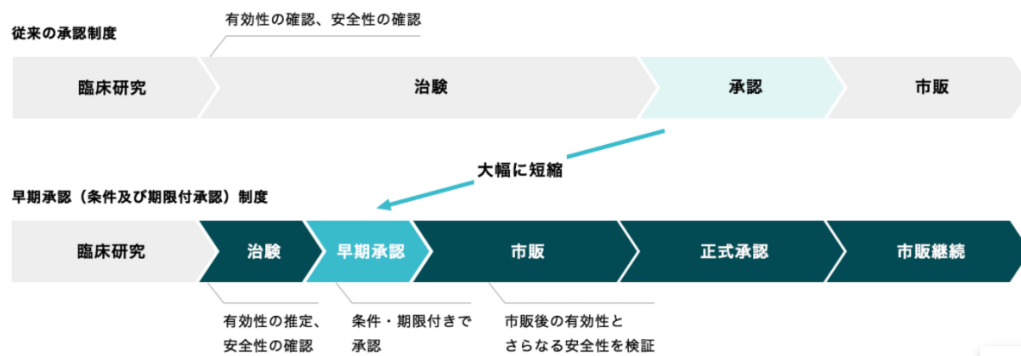 従来の承認制度
有効性の確認、安全性の確認
臨床研究
治験
承認
市販
大幅に短縮
早期承認（条件及び期限付承認）制度
臨床研究
治験
早期承認
市販
正式承認
市販継続
有効性の推定、
安全性の確認
条件・期限付きで
承認
市販後の有効性と
さらなる安全性を検証